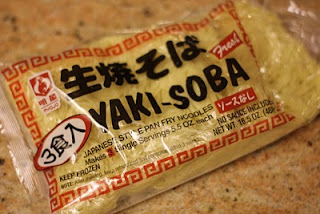 生焼そば
Fresh
YAKI-SOBA
ソースなし
3食入
JAPANESE STYLE PAN FRY NOODLES
Makes 3 Single Servings 5.5 OZ each
NO SAUCE INCLUDED
NET WT. 16.5 OZ.
KEEP FROZEN